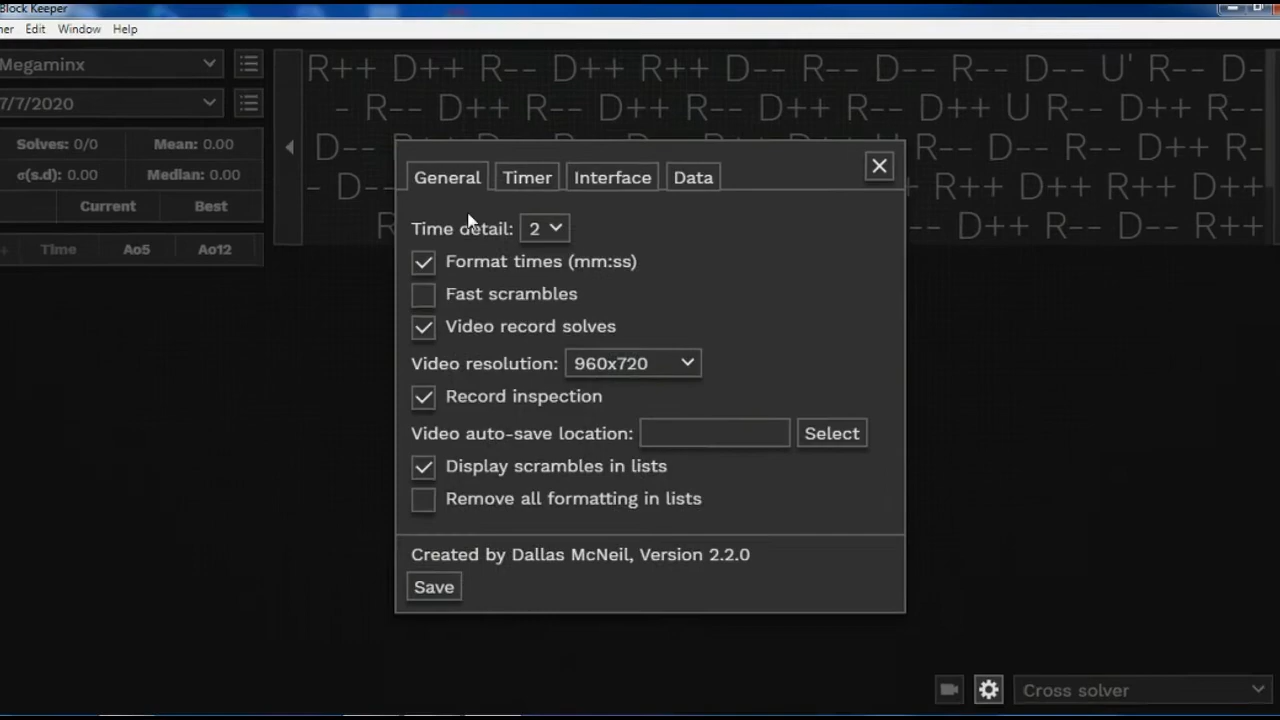 Block Keeper
ner Edit Window Help
Megaminx
7/7/2020
Solves: 0/0 Mean: 0.00
σ(s.d): 0.00 Median: 0.00
Current Best
+ Time Ao5 Ao12
R++ D++ R-- D++ R++ D-- R-- D-- R-- D-- U' R-- D-
- R-- D++ R-- D++ R-- D++ R-- D++ U R-- D++ R--
D--
R-- D-- R--
- D--
R++ D++
R-- D++ R++
General Timer Interface Data
Time detail: 2
Format times (mm:ss)
Fast scrambles
Video record solves
Video resolution: 960x720
Record inspection
Video auto-save location: Select
Display scrambles in lists
Remove all formatting in lists
Created by Dallas McNeil, Version 2.2.0
Save
Cross solver